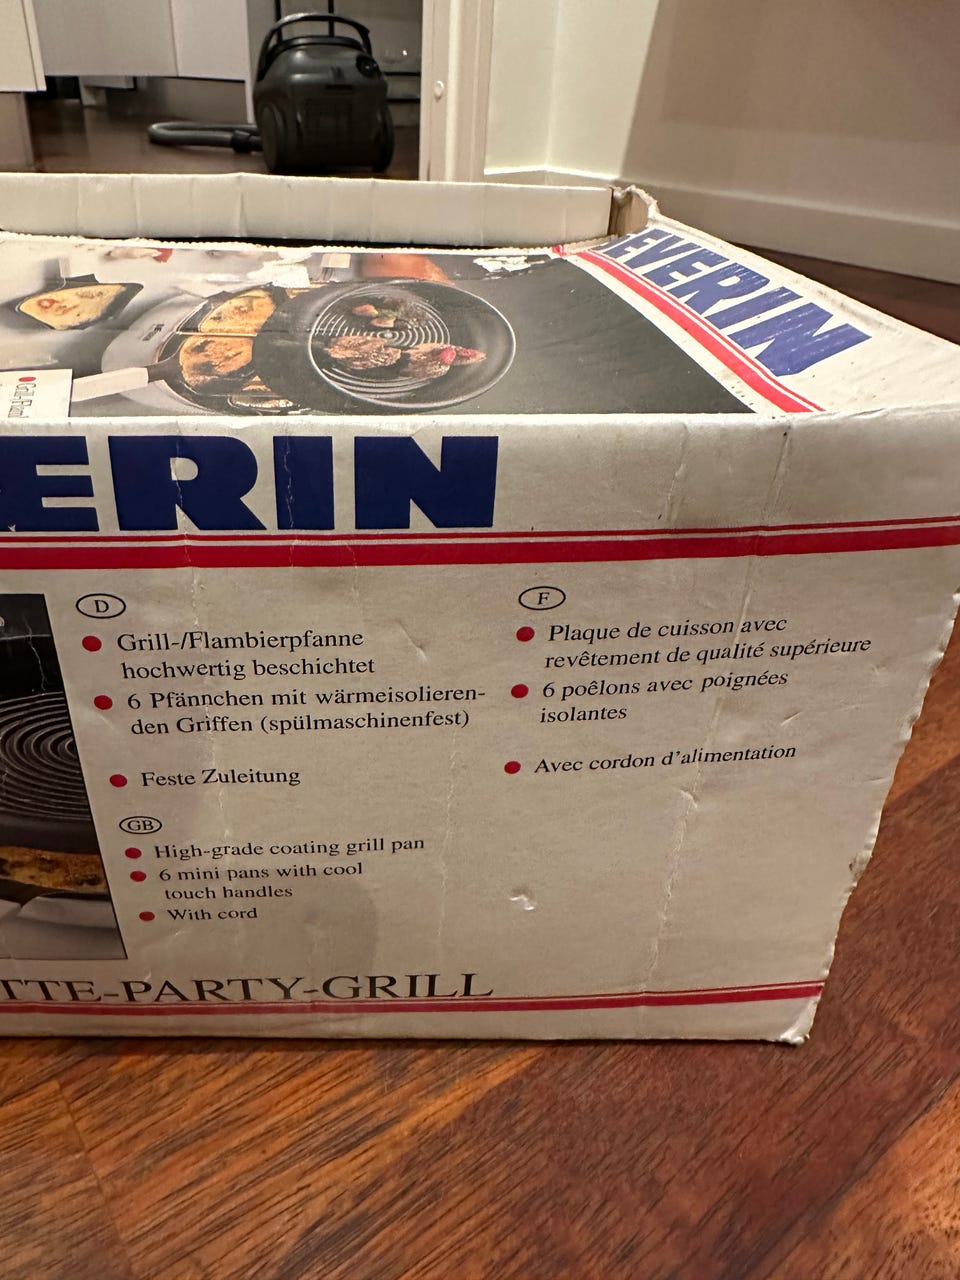 EVERIN
ERIN
D
Grill-/Flambierpfanne
hochwertig beschichtet
6 Pfännchen mit wärmeisolieren-
den Griffen (spülmaschinenfest)
Feste Zuleitung
GB
High-grade coating grill pan
6 mini pans with cool
touch handles
With cord
F
Plaque de cuisson avec
revêtement de qualité supérieure
6 poêlons avec poignées
isolantes
Avec cordon d'alimentation
TTE-PARTY-GRILL